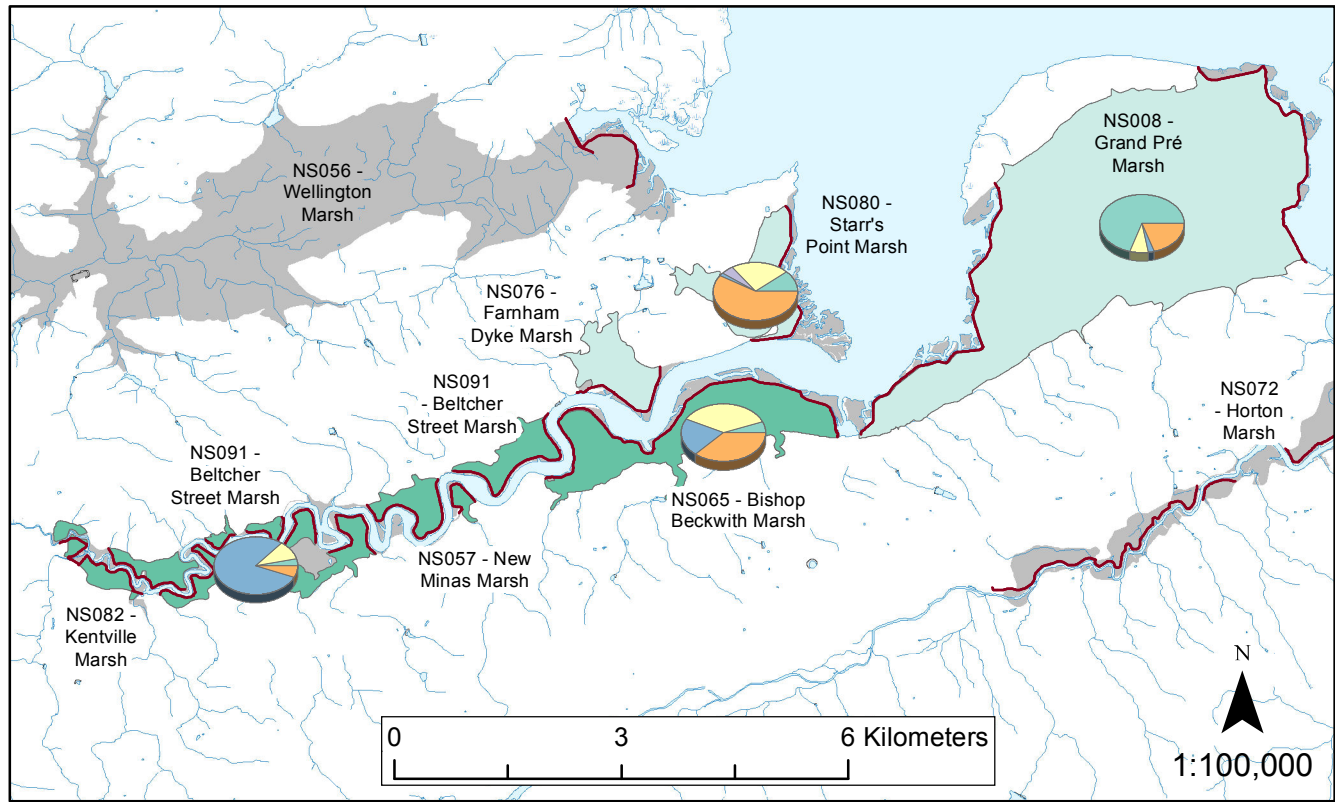 NS008 -
Grand Pré
Marsh
NS056 -
Wellington
Marsh
NS080 -
Starr's
Point Marsh
NS076 -
Farnham
Dyke Marsh
NS091
- Beltcher
Street Marsh
NS072
- Horton
Marsh
NS091 -
Beltcher
Street Marsh
NS065 - Bishop
Beckwith Marsh
NS057 - New
Minas Marsh
NS082 -
Kentville
Marsh
N
0 3 6 Kilometers
1:100,000